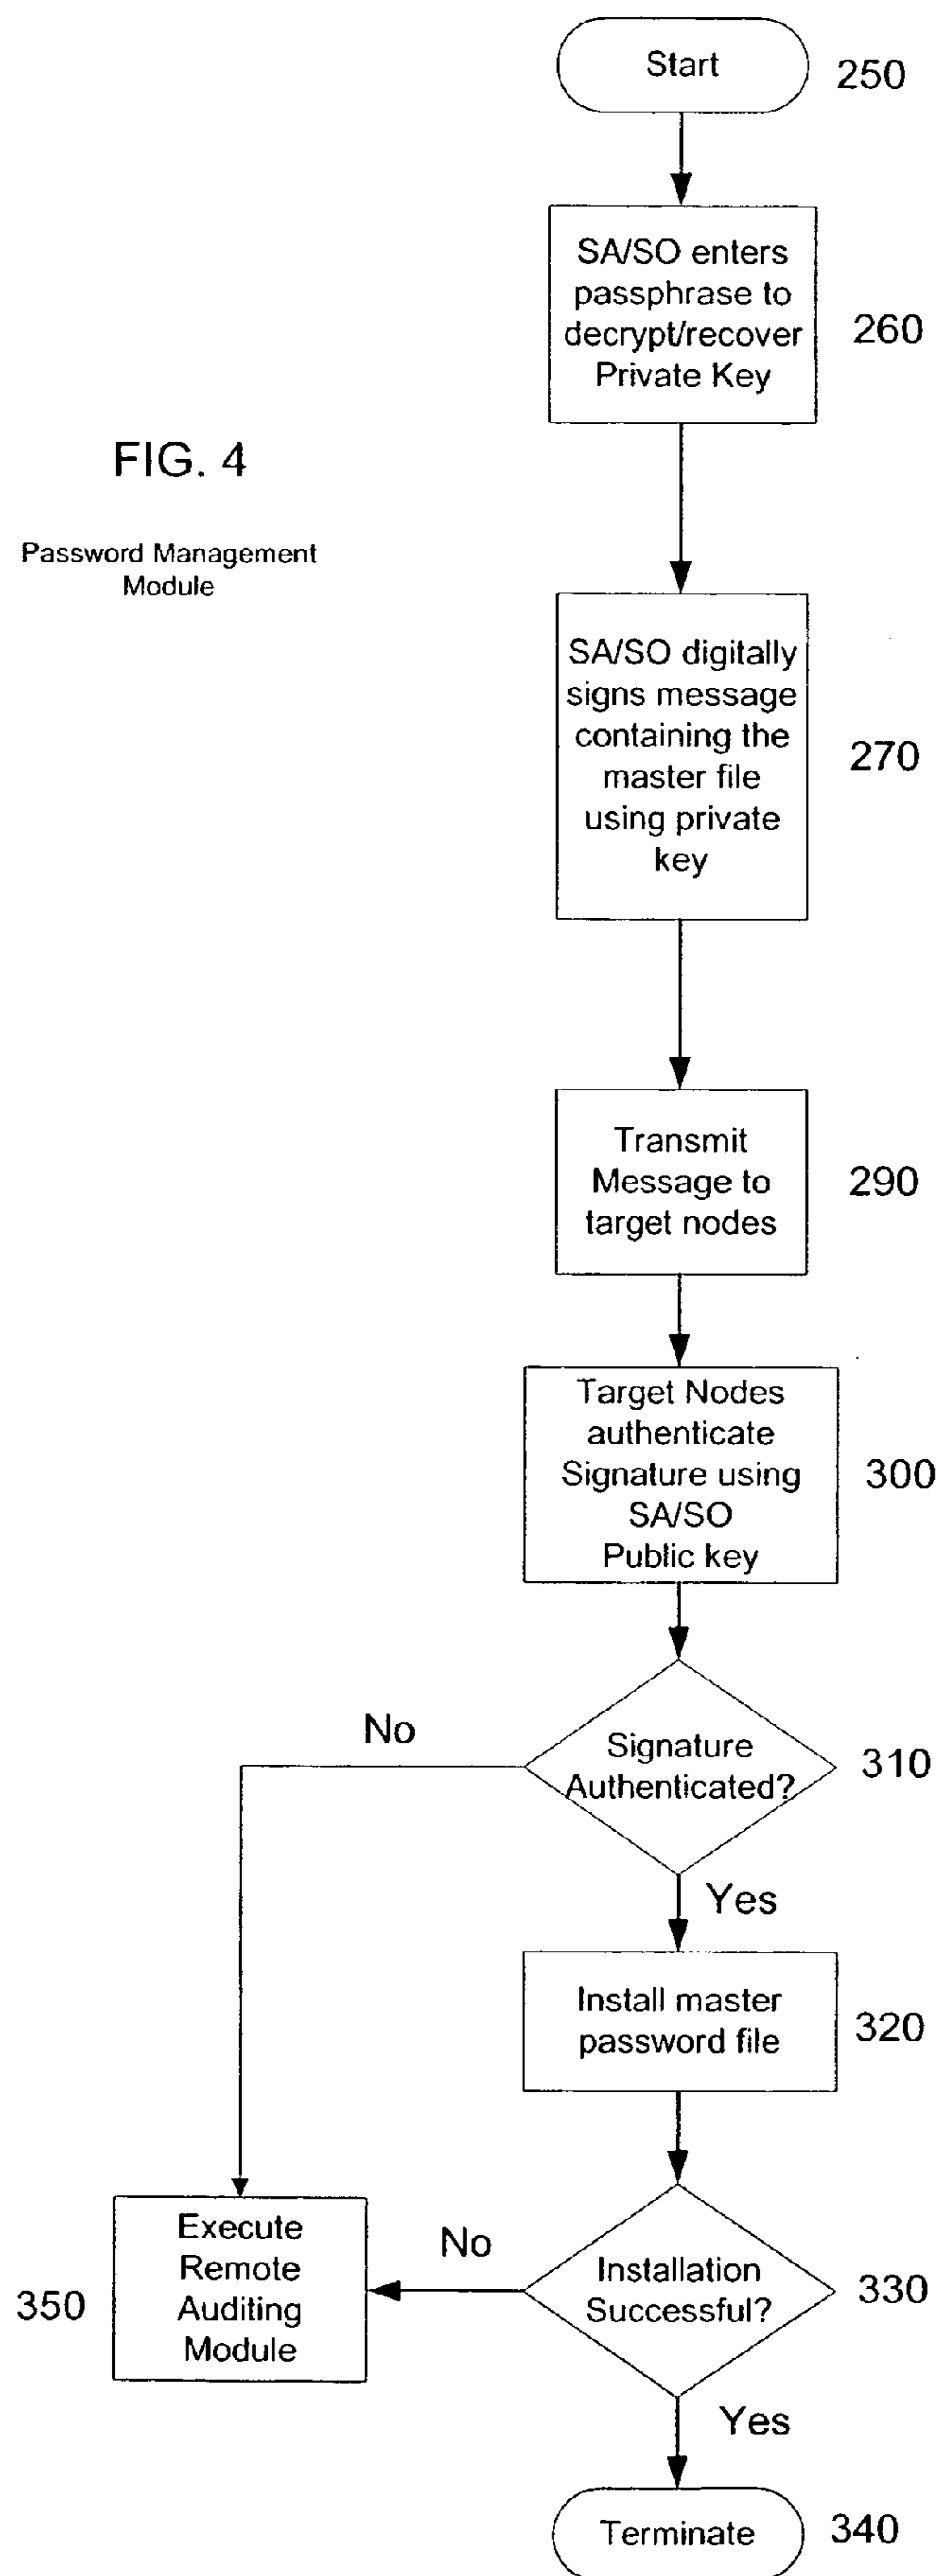 Start
250
SA/SO enters
passphrase to
decrypt/recover
Private Key
260
FIG. 4
Password Management
Module
SA/SO digitally
signs message
containing the
master file
using private
key
270
Transmit
Message to
target nodes
290
Target Nodes
authenticate
Signature using
SA/SO
Public key
300
No
Signature
Authenticated?
310
Yes
Install master
password file
320
Execute
Remote
Auditing
Module
350
No
Installation
Successful?
330
Yes
Terminate
340